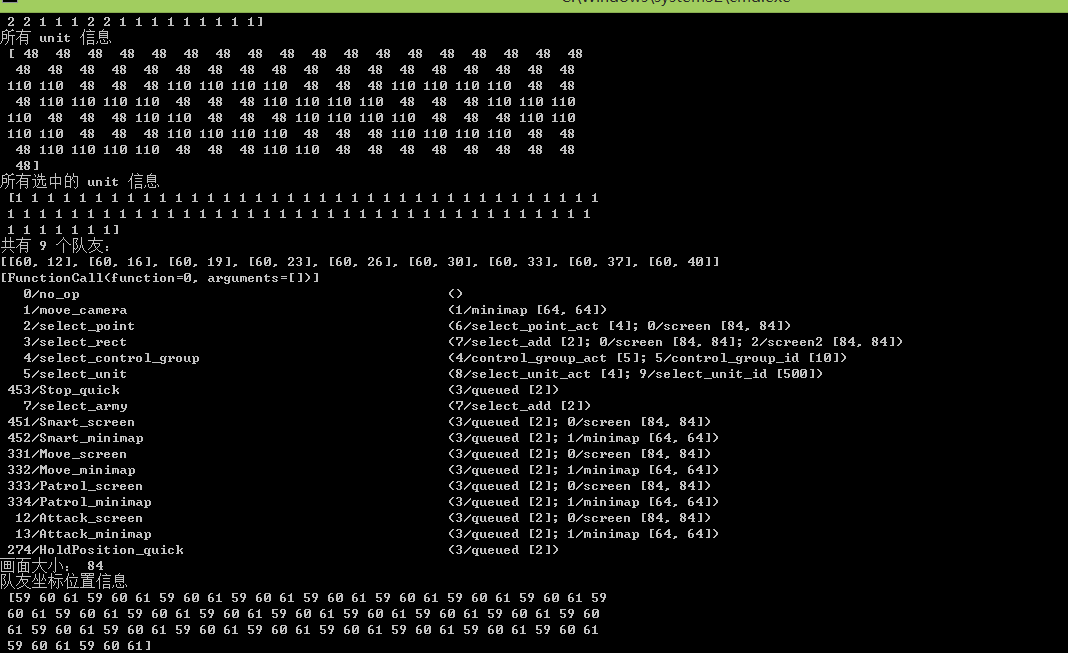 C:\Windows\system32\cmd.exe
2 2 1 1 1 2 2 1 1 1 1 1 1 1 1 1]
所有 unit 信息
[ 48 48 48 48 48 48 48 48 48 48 48 48 48 48 48 48 48 48
48 48 48 48 48 48 48 48 48 48 48 48 48 48 48 48 48 48
110 110 48 48 48 110 110 110 110 48 48 48 110 110 110 110 48 48
48 110 110 110 110 48 48 48 110 110 110 110 48 48 48 110 110 110
110 48 48 48 110 110 48 48 48 110 110 110 110 48 48 48 110 110
110 110 48 48 48 110 110 110 110 48 48 48 110 110 110 110 48 48
48 110 110 110 110 48 48 48 110 110 48 48 48 48 48 48 48 48
48]
所有选中的 unit 信息
[1 1 1 1 1 1 1 1 1 1 1 1 1 1 1 1 1 1 1 1 1 1 1 1 1 1 1 1 1 1 1 1 1 1 1 1 1
1 1 1 1 1 1 1 1 1 1 1 1 1 1 1 1 1 1 1 1 1 1 1 1 1 1 1 1 1 1 1 1 1 1 1 1 1
1 1 1 1 1 1 1]
共有 9 个队友：
[[60, 12], [60, 16], [60, 19], [60, 23], [60, 26], [60, 30], [60, 33], [60, 37], [60, 40]]
[FunctionCall(function=0, arguments=[])]
0/no_op ()
1/move_camera (1/minimap [64, 64])
2/select_point (6/select_point_act [4]; 0/screen [84, 84])
3/select_rect (7/select_add [2]; 0/screen [84, 84]; 2/screen2 [84, 84])
4/select_control_group (4/control_group_act [5]; 5/control_group_id [10])
5/select_unit (8/select_unit_act [4]; 9/select_unit_id [500])
453/Stop_quick (3/queued [2])
7/select_army (7/select_add [2])
451/Smart_screen (3/queued [2]; 0/screen [84, 84])
452/Smart_minimap (3/queued [2]; 1/minimap [64, 64])
331/Move_screen (3/queued [2]; 0/screen [84, 84])
332/Move_minimap (3/queued [2]; 1/minimap [64, 64])
333/Patrol_screen (3/queued [2]; 0/screen [84, 84])
334/Patrol_minimap (3/queued [2]; 1/minimap [64, 64])
12/Attack_screen (3/queued [2]; 0/screen [84, 84])
13/Attack_minimap (3/queued [2]; 1/minimap [64, 64])
274/HoldPosition_quick (3/queued [2])
画面大小： 84
队友坐标位置信息
[59 60 61 59 60 61 59 60 61 59 60 61 59 60 61 59 60 61 59 60 61 59 60 61 59
60 61 59 60 61 59 60 61 59 60 61 59 60 61 59 60 61 59 60 61 59 60 61 59 60
61 59 60 61 59 60 61 59 60 61 59 60 61 59 60 61 59 60 61 59 60 61 59 60 61
59 60 61 59 60 61]